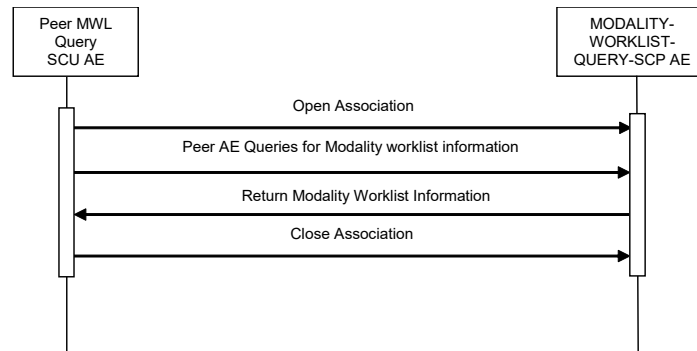 Peer MWL
Query
SCU AE
MODALITY-
WORKLIST-
QUERY-SCP AE
Open Association
Peer AE Queries for Modality worklist information
Return Modality Worklist Information
Close Association